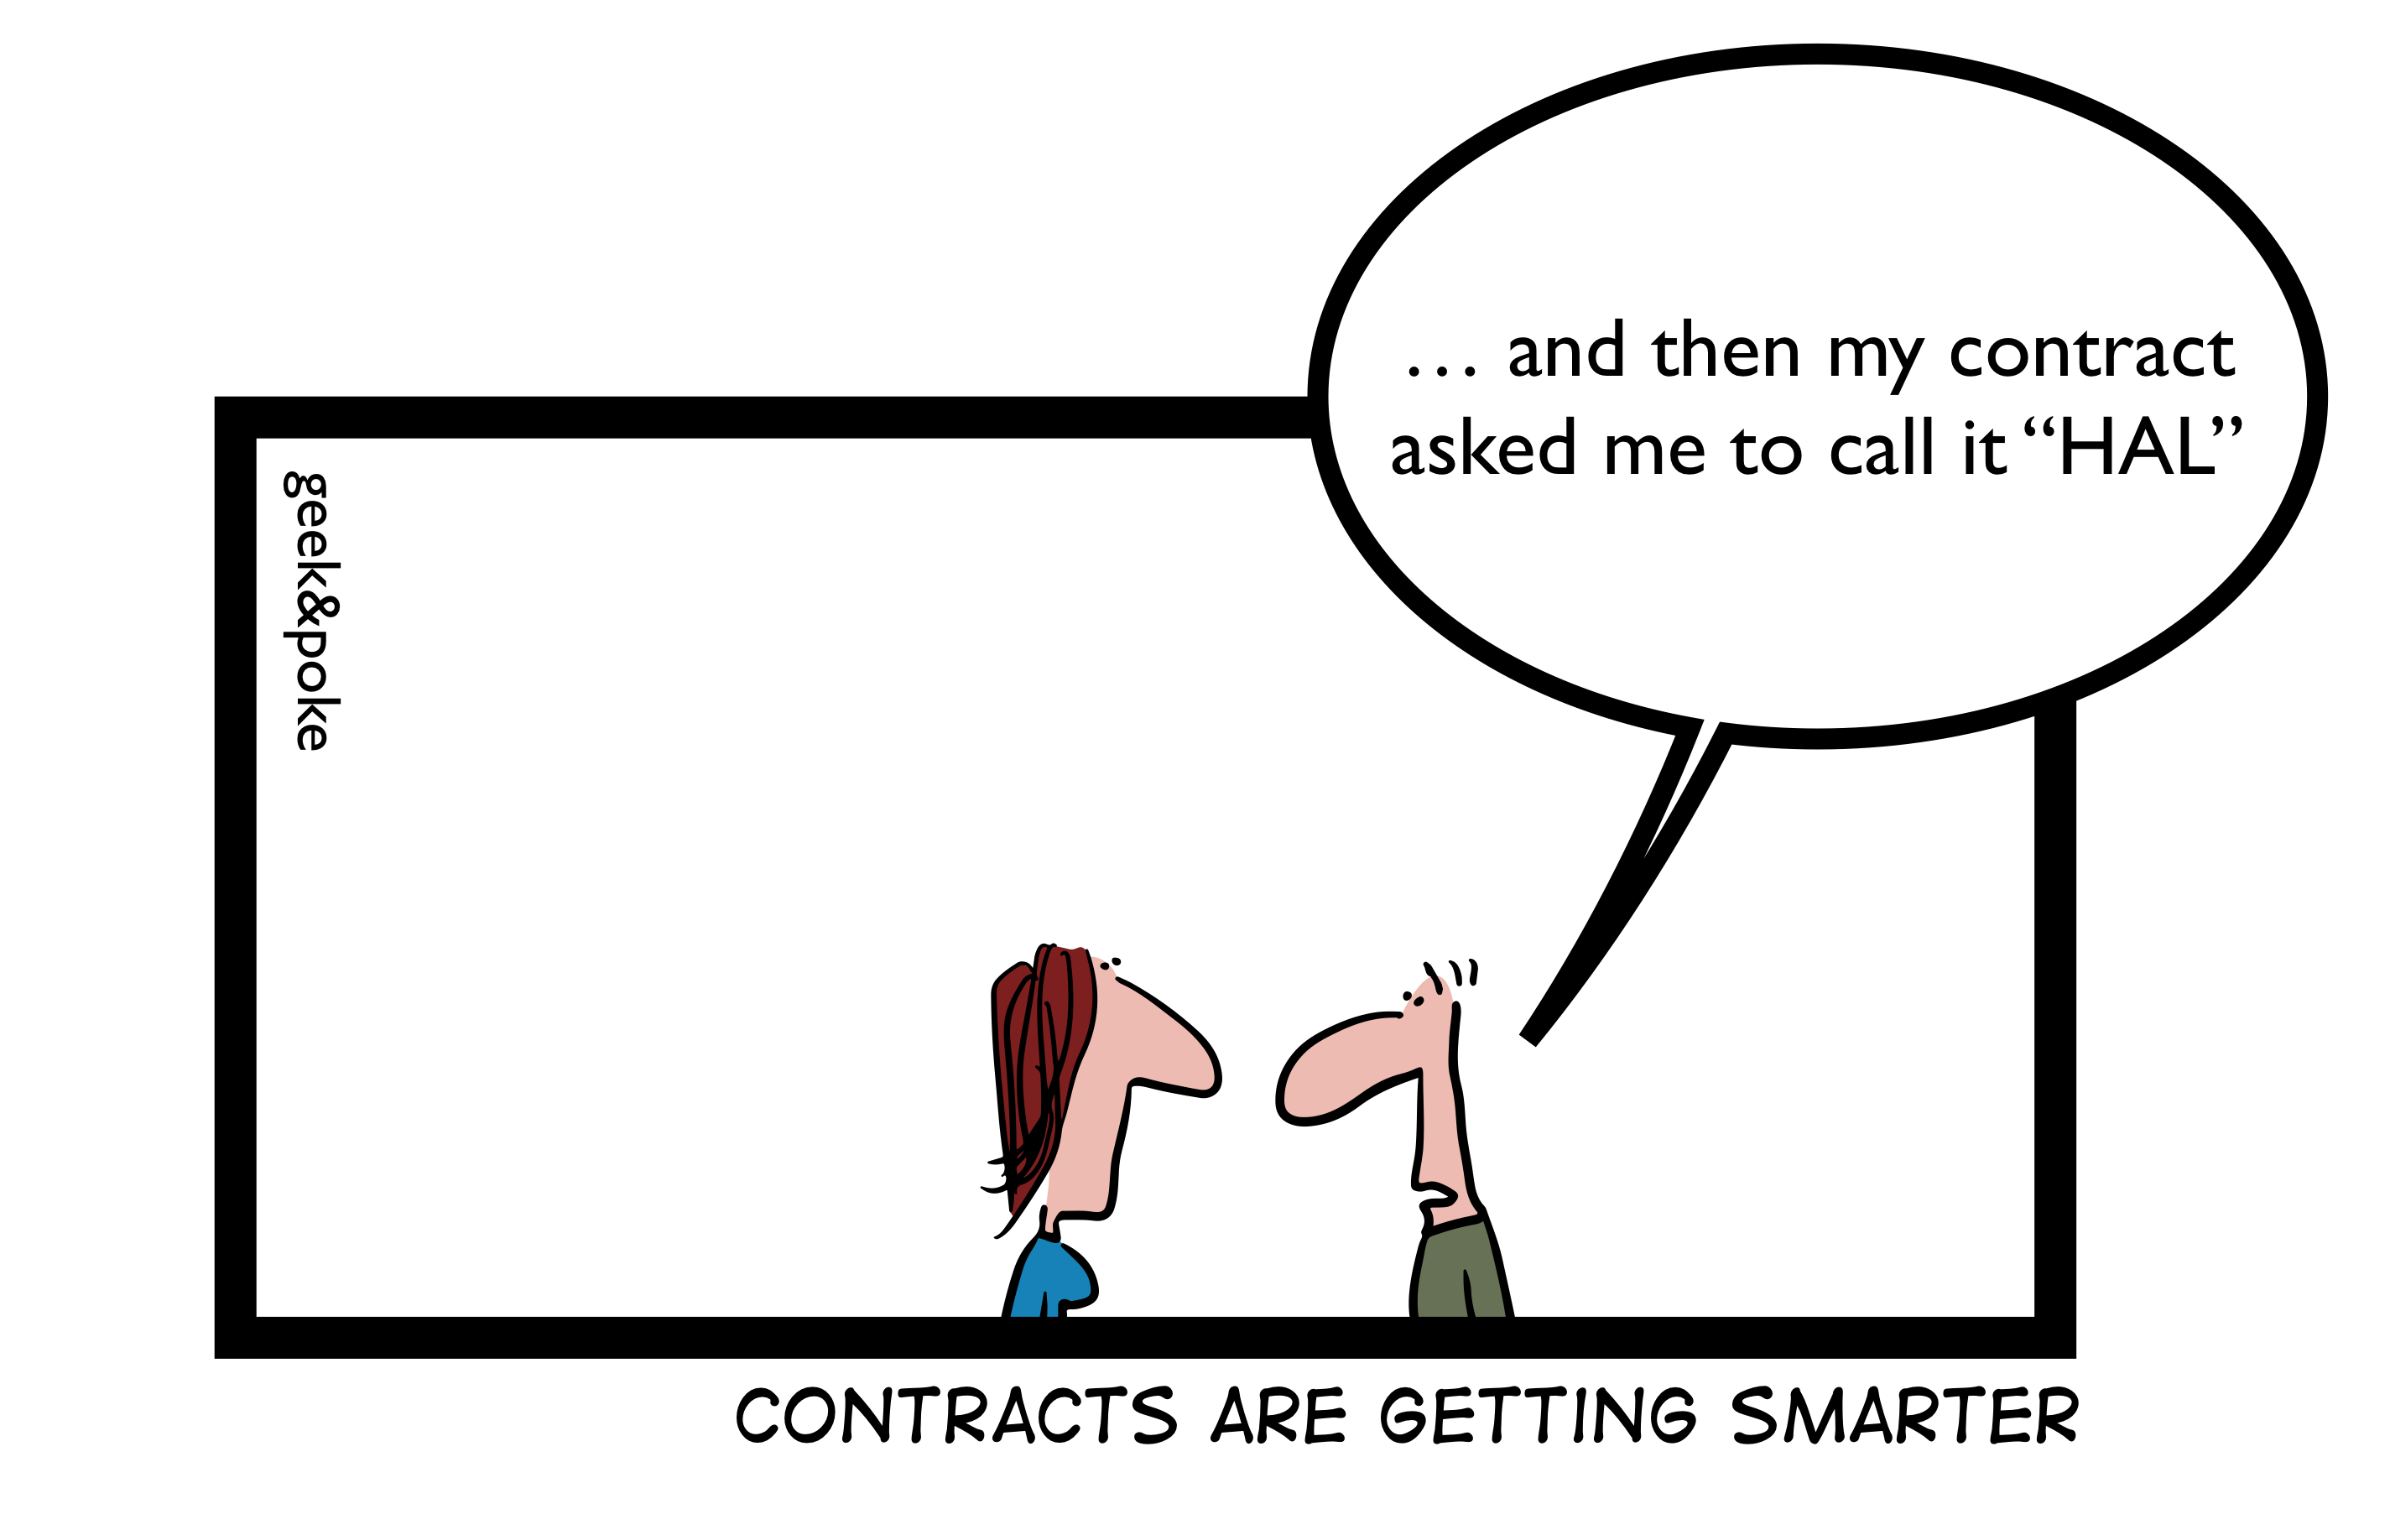 ... and then my contract
asked me to call it “HAL”
geek&poke
CONTRACTS ARE GETTING SMARTER